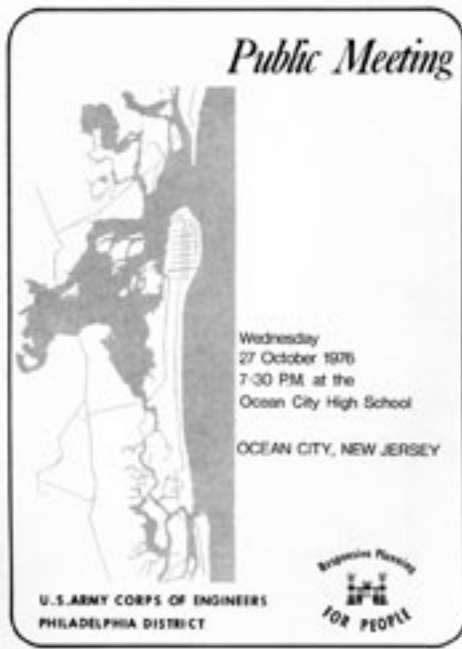 Public Meeting
Wednesday
27 October 1976
7:30 P.M. at the
Ocean City High School
OCEAN CITY, NEW JERSEY
U.S. ARMY CORPS OF ENGINEERS
PHILADELPHIA DISTRICT
Responsive Planning
FOR PEOPLE